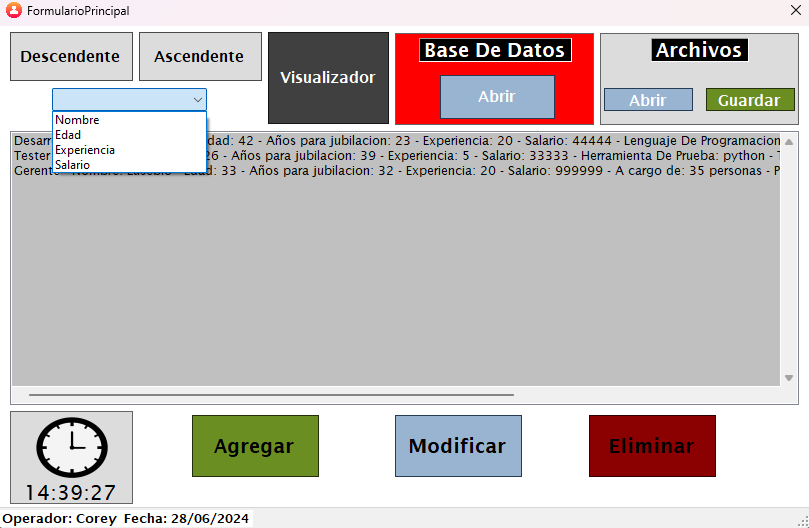 FormularioPrincipal
Descendente
Ascendente
Visualizador
Base De Datos
Abrir
Archivos
Abrir
Guardar
Nombre
Edad
Experiencia
Salario
Desarr dad: 42 - Años para jubilacion: 23 - Experiencia: 20 - Salario: 44444 - Lenguaje De Programacion
Tester 26 - Años para jubilacion: 39 - Experiencia: 5 - Salario: 33333 - Herramienta De Prueba: python - T
Gerente - Nombre: Eusebio - Edad: 33 - Años para jubilacion: 32 - Experiencia: 20 - Salario: 999999 - A cargo de: 35 personas - P
14:39:27
Agregar
Modificar
Eliminar
Operador: Corey Fecha: 28/06/2024